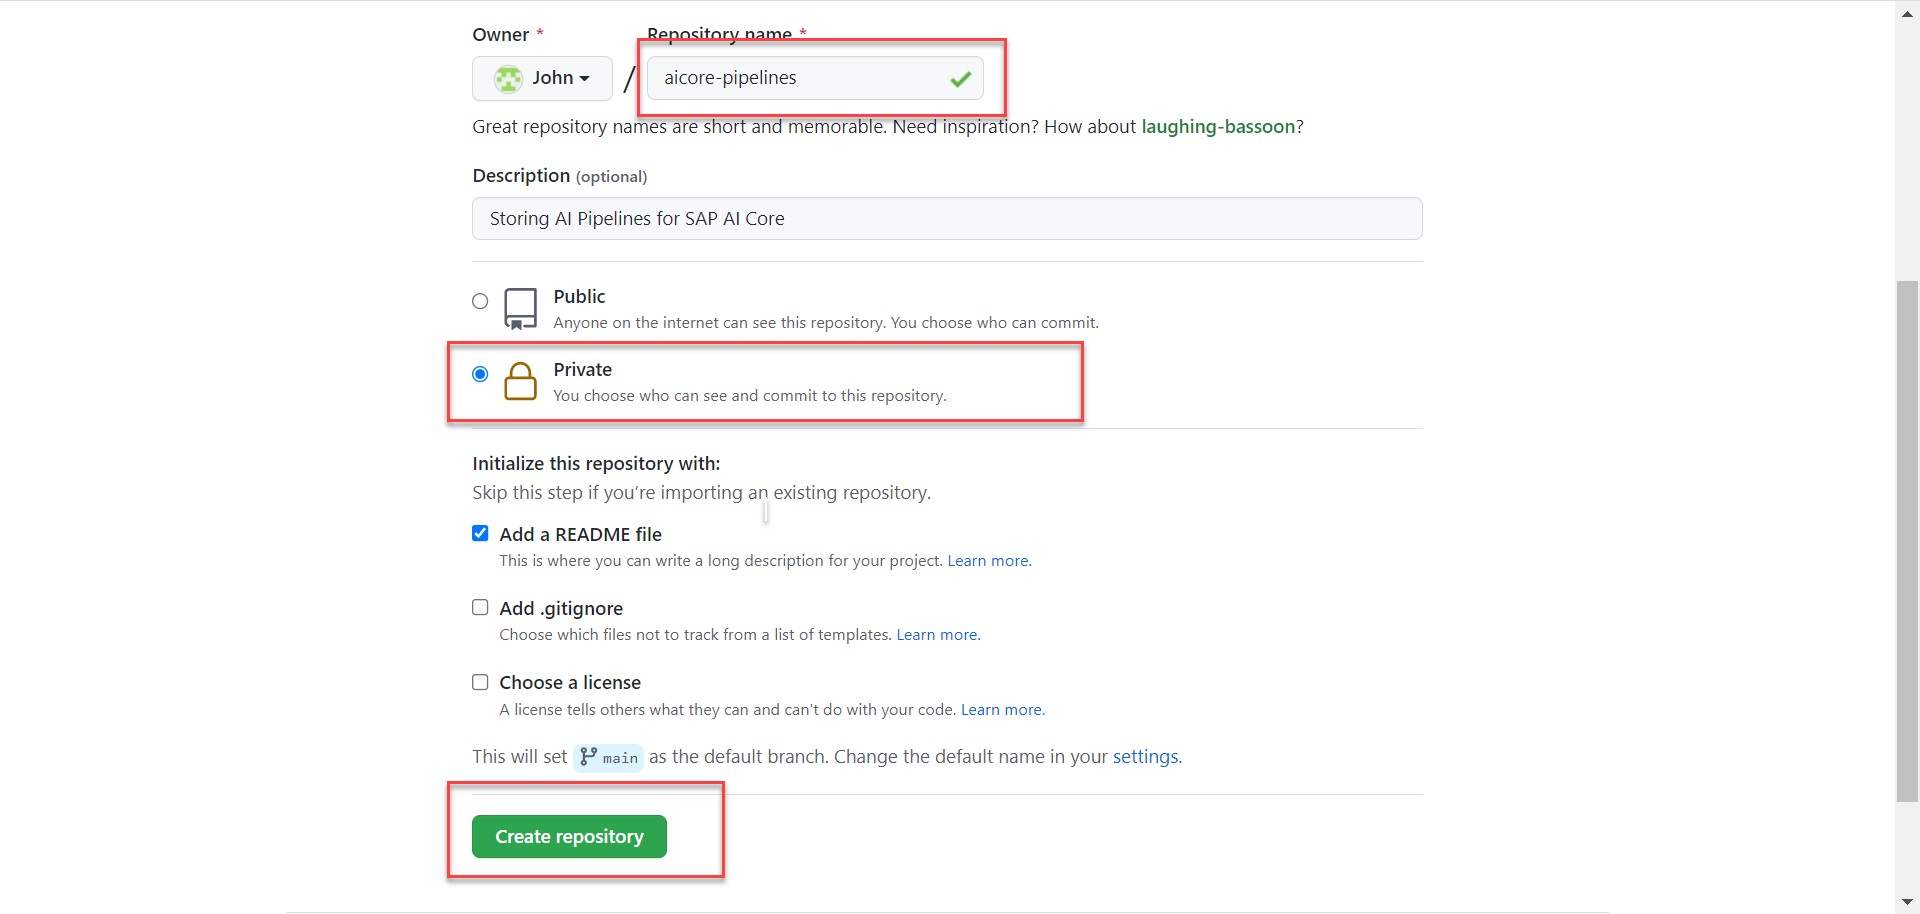 Owner * Repository name *
John / aicore-pipelines
Great repository names are short and memorable. Need inspiration? How about laughing-bassoon?
Description (optional)
Storing AI Pipelines for SAP AI Core
Public
Anyone on the internet can see this repository. You choose who can commit.
Private
You choose who can see and commit to this repository.
Initialize this repository with:
Skip this step if you’re importing an existing repository.
Add a README file
This is where you can write a long description for your project. Learn more.
Add .gitignore
Choose which files not to track from a list of templates. Learn more.
Choose a license
A license tells others what they can and can't do with your code. Learn more.
This will set main as the default branch. Change the default name in your settings.
Create repository